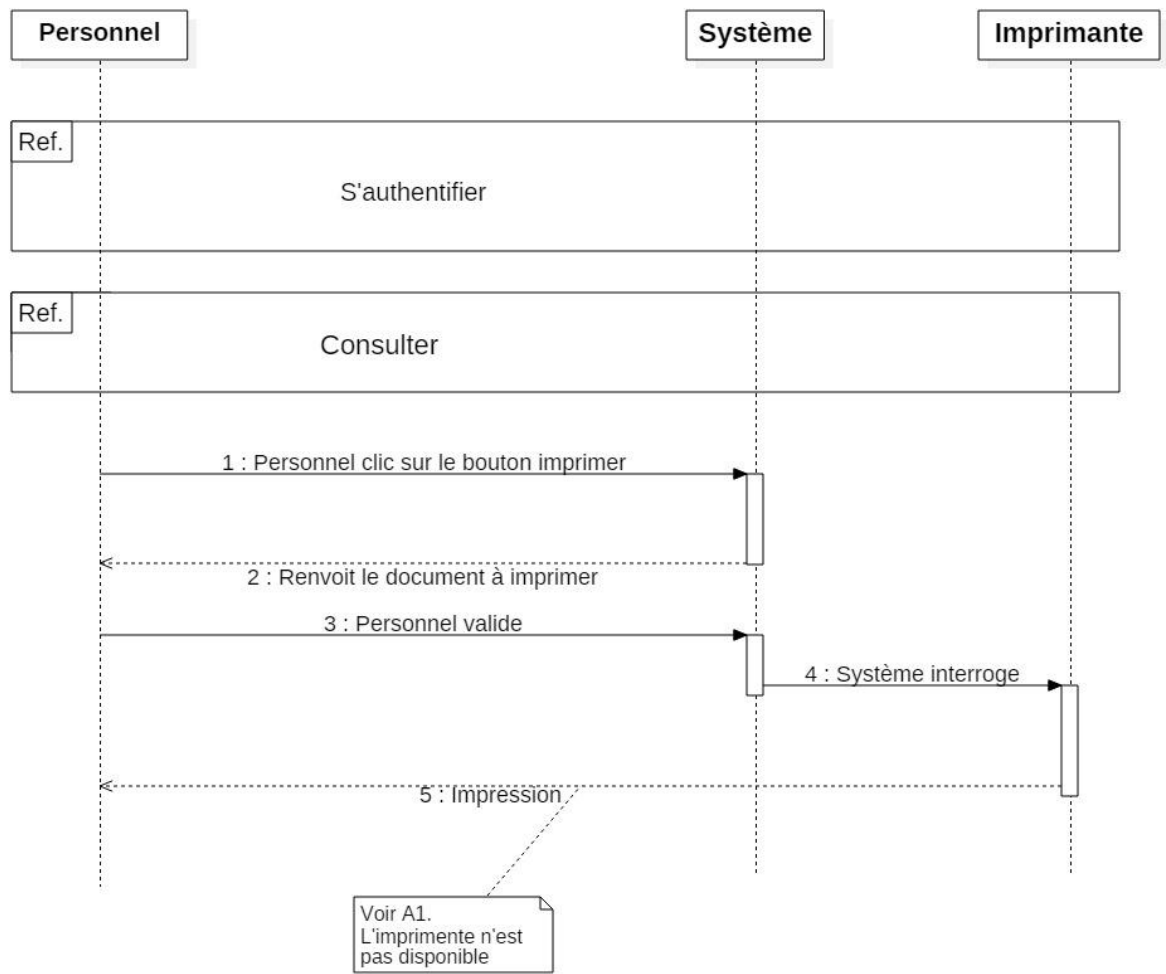 Personnel
Système
Imprimante
Ref.
S'authentifier
Ref.
Consulter
1 : Personnel clic sur le bouton imprimer
2 : Renvoit le document à imprimer
3 : Personnel valide
4 : Système interroge
5 : Impression
Voir A1.
L'imprimente n'est
pas disponible